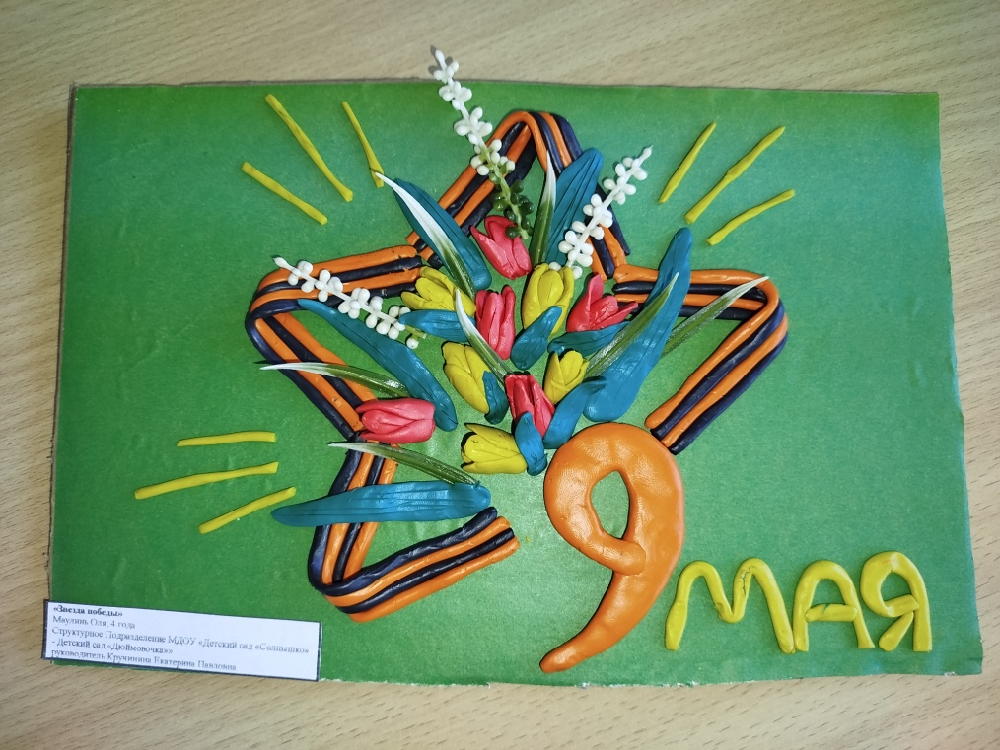 9 МАЯ
«Звезда победы»
Маулинь Оля, 4 года
Структурное Подразделение МДОУ «Детский сад «Солнышко»
- Детский сад «Дюймовочка»»
руководитель Кручинина Екатерина Павловна